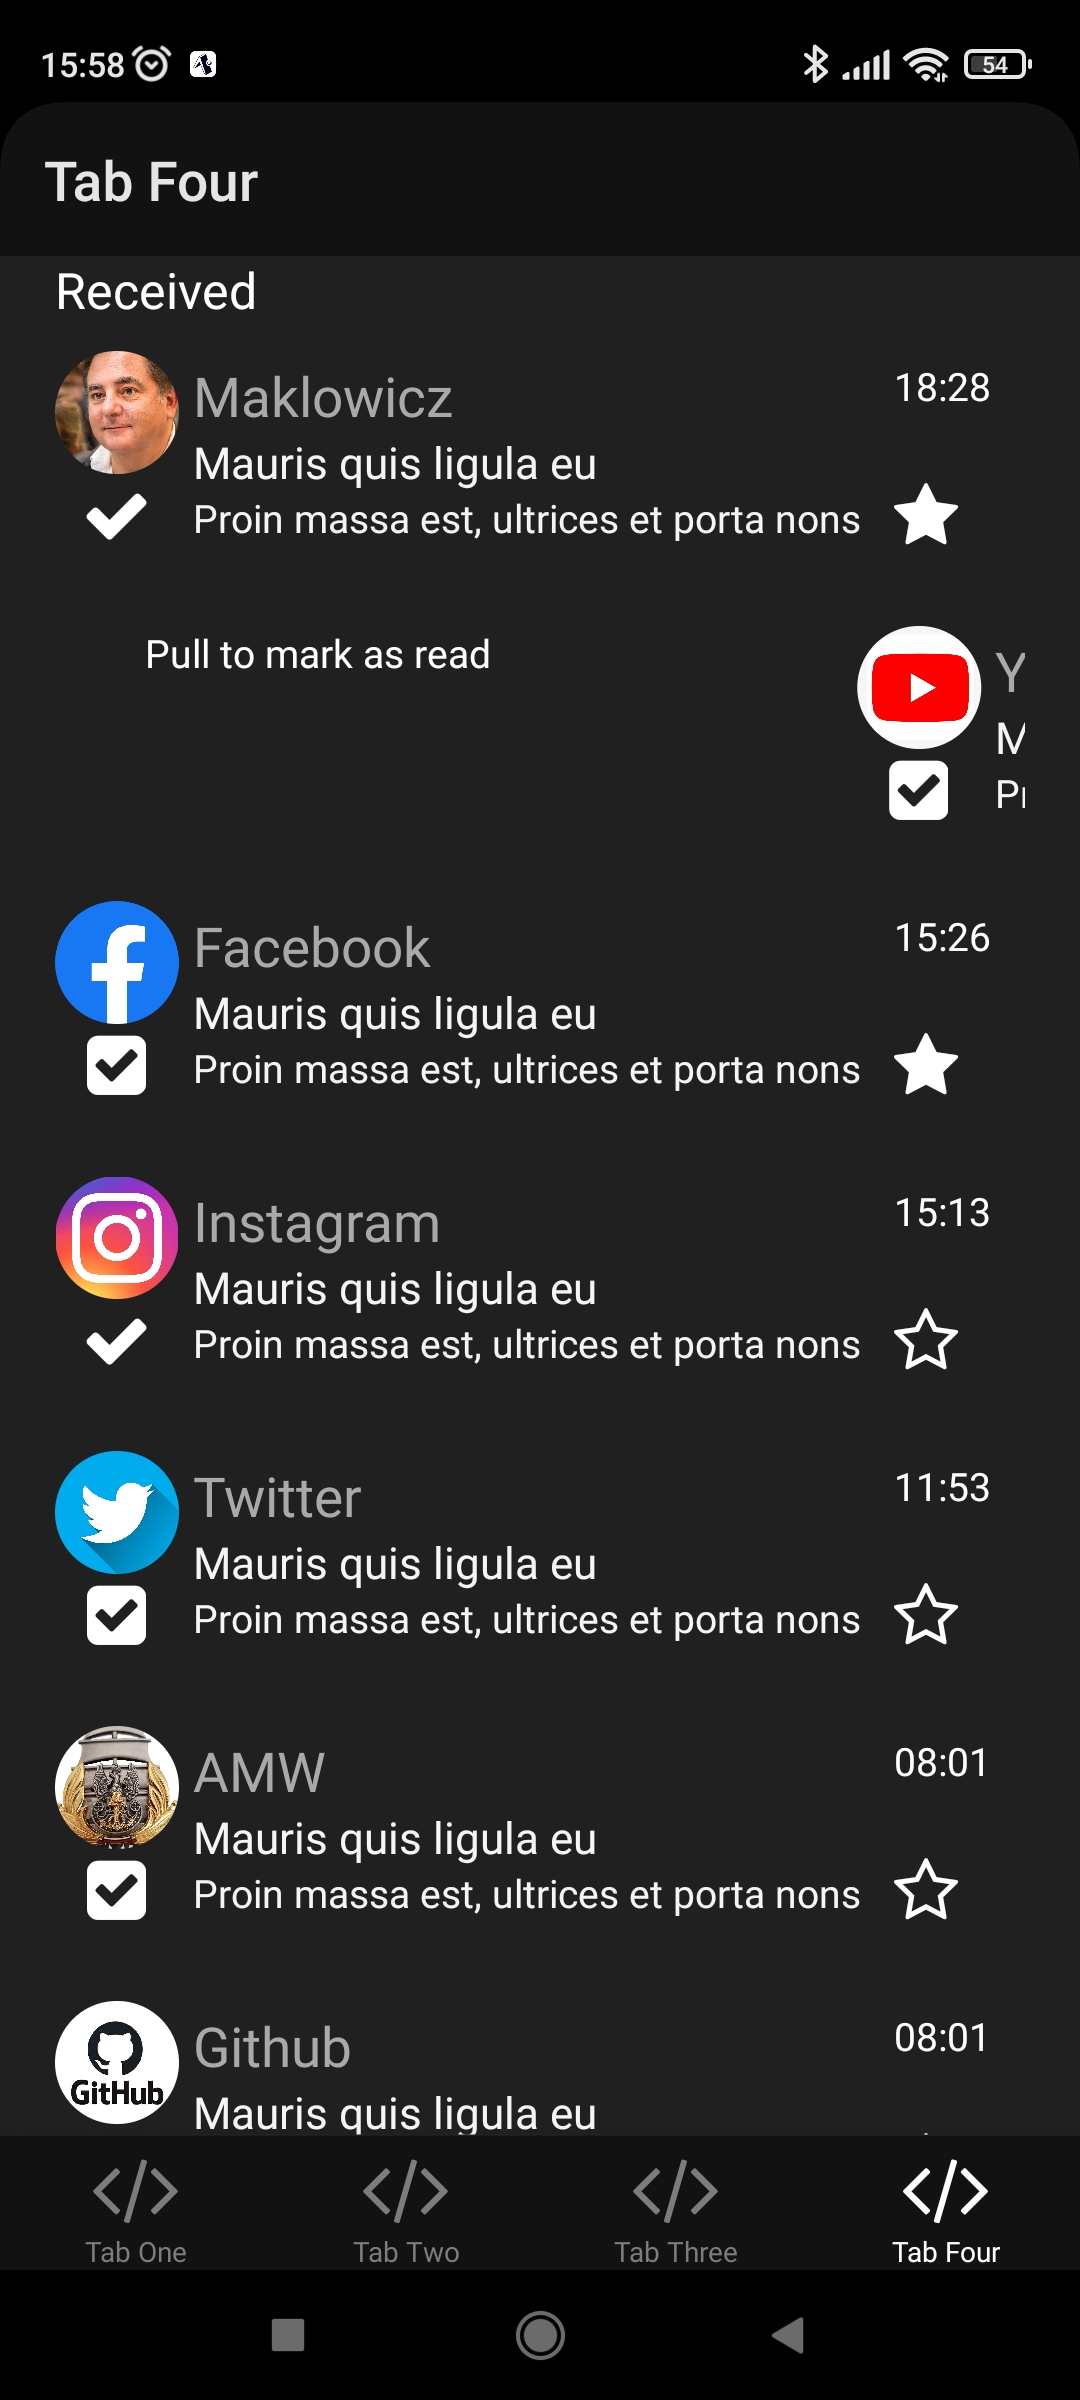 15:58
54
Tab Four
Received
Maklowicz
18:28
Mauris quis ligula eu
Proin massa est, ultrices et porta nons
Pull to mark as read
Y
M
Facebook
15:26
Mauris quis ligula eu
Proin massa est, ultrices et porta nons
Instagram
15:13
Mauris quis ligula eu
Proin massa est, ultrices et porta nons
Twitter
11:53
Mauris quis ligula eu
Proin massa est, ultrices et porta nons
AMW
08:01
Mauris quis ligula eu
Proin massa est, ultrices et porta nons
GitHub
Github
08:01
Mauris quis ligula eu
Tab One
Tab Two
Tab Three
Tab Four